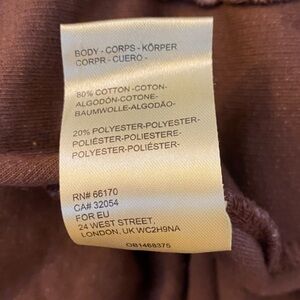 BODY - CORPS - KÖRPER
CORPR - CUERO -
80% COTTON -COTON-
ALGODÓN-COTONE-
BAUMWOLLE-ALGODÃO-
20% POLYESTER-POLYESTER-
POLIÉSTER-POLIESTERE-
POLYESTER-POLIÉSTER-
RN# 66170
CA# 32054
FOR EU
24 WEST STREET,
LONDON, UK WC2H9NA
OB1468375